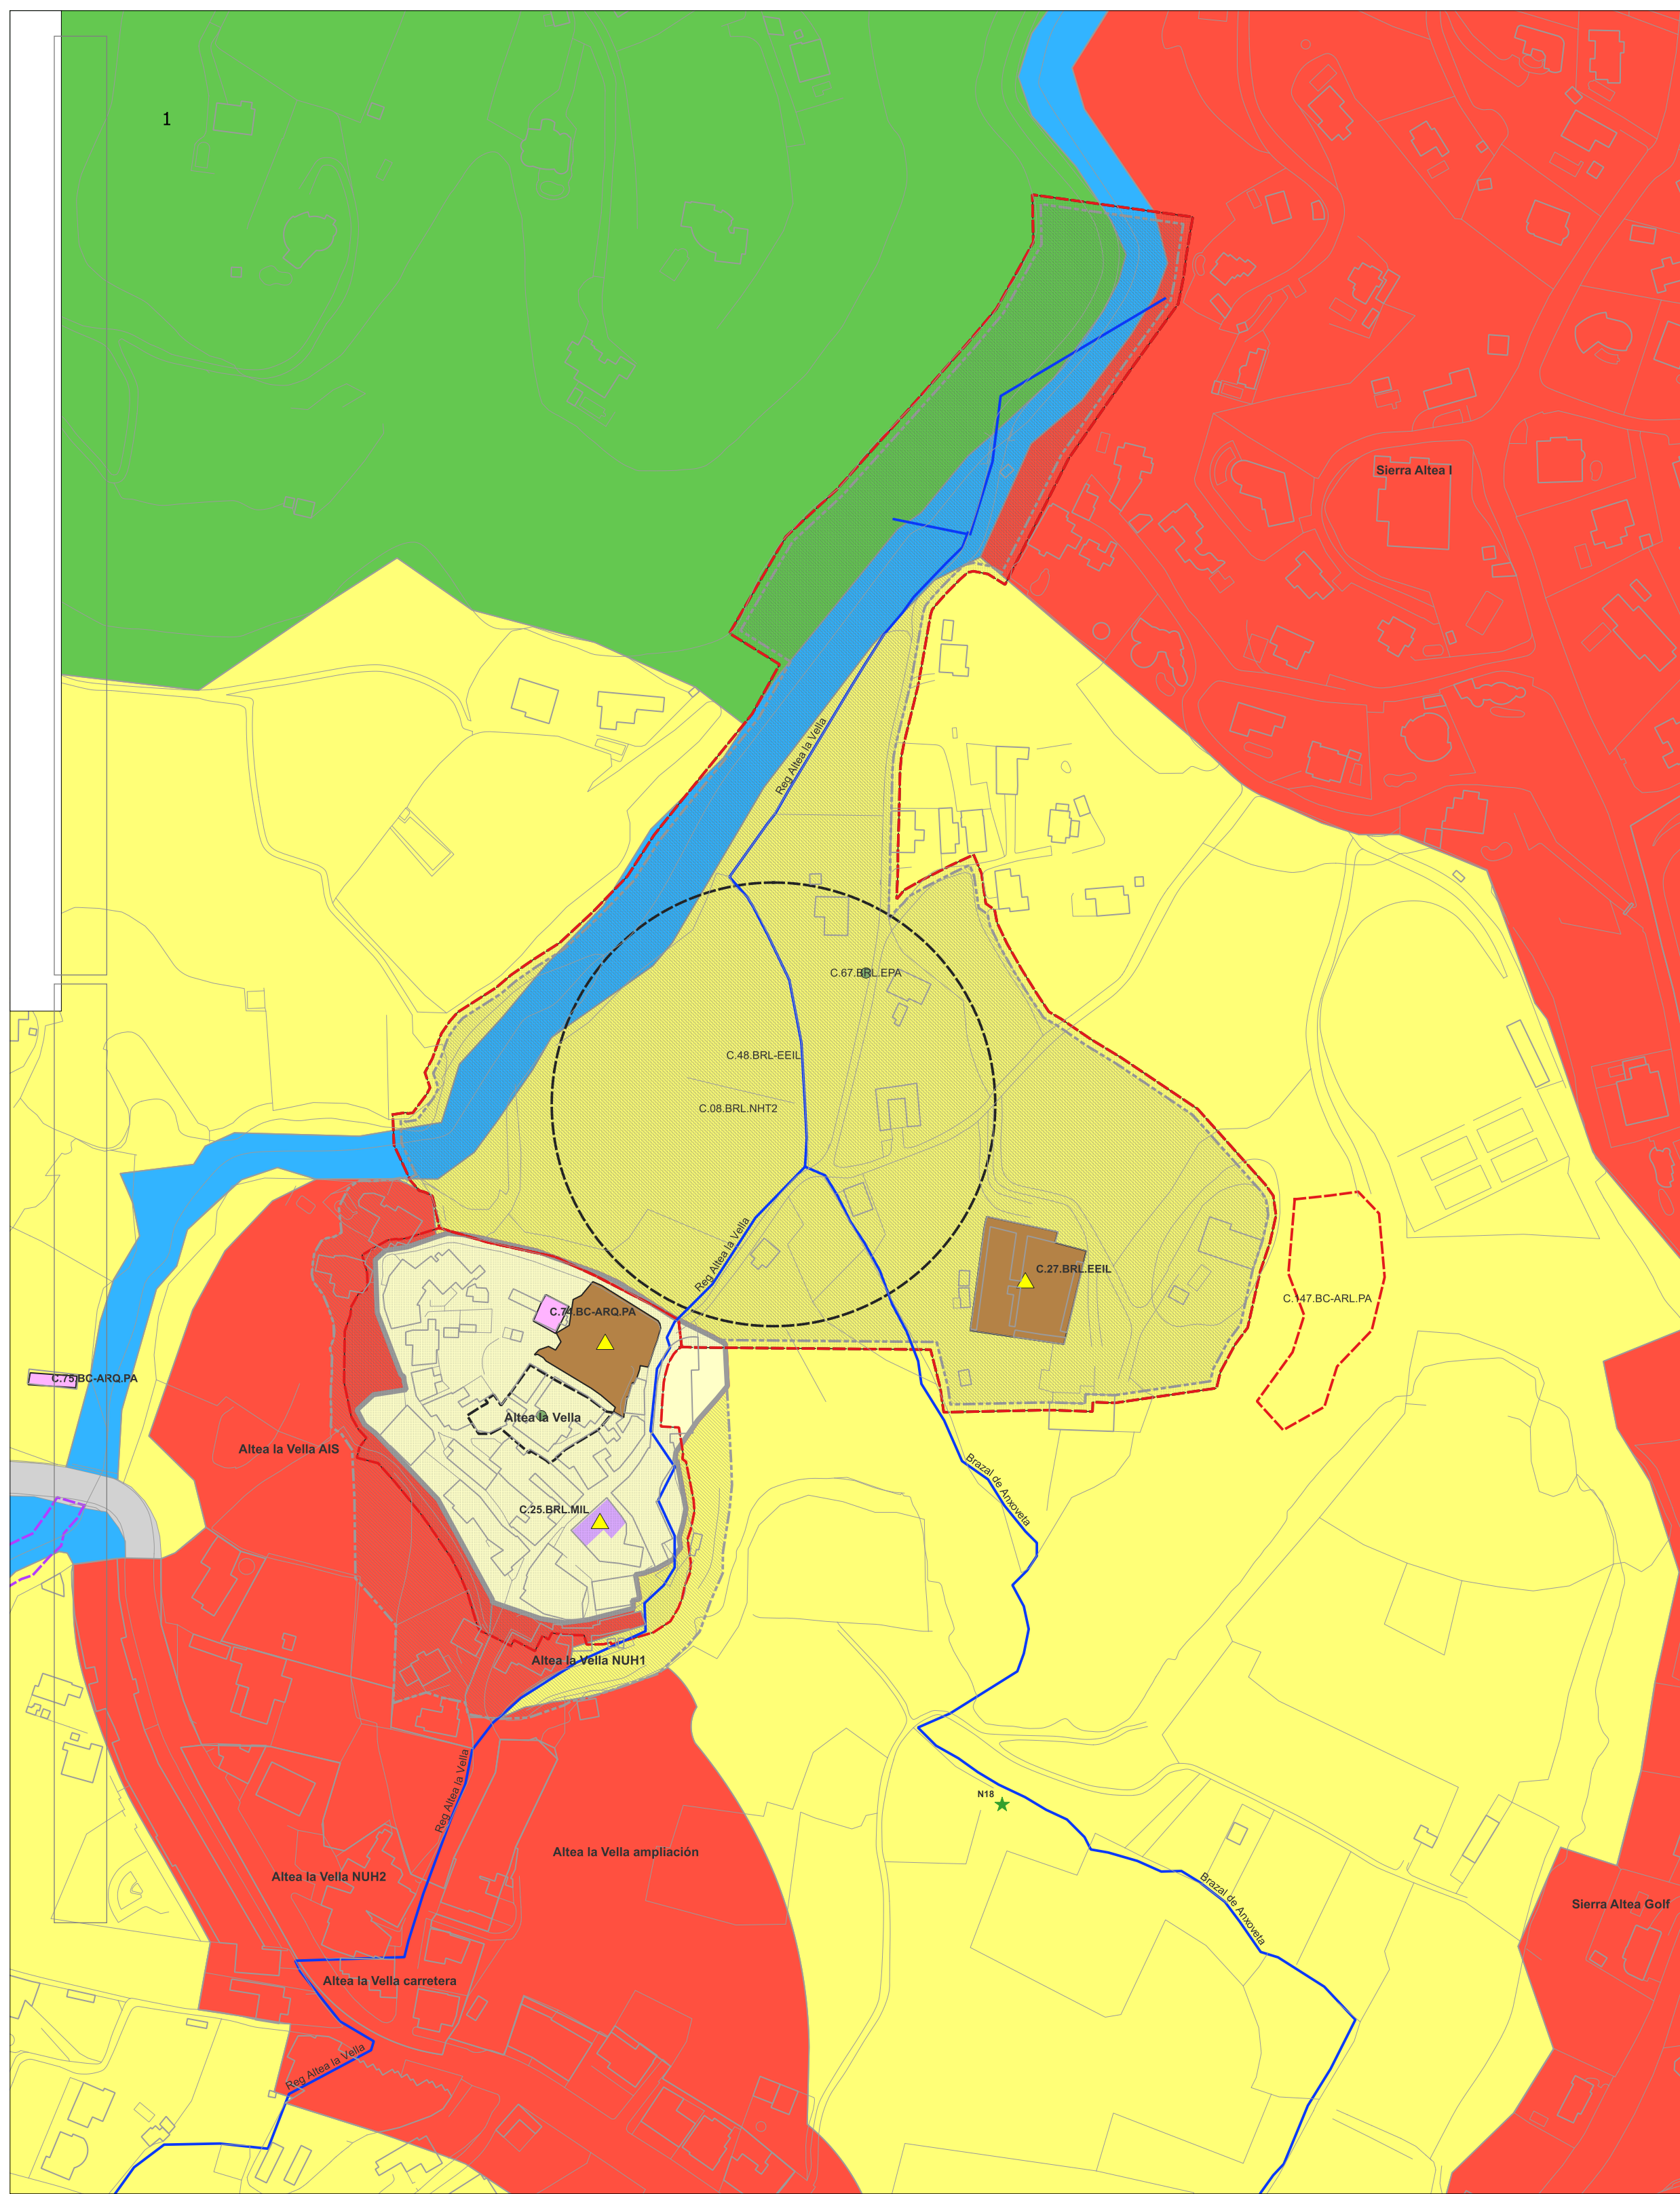 1
Sierra Altea I
Reg Altea la Vella
C.67.BRL.EPA
C.48.BRL-EEIL
C.08.BRL.NHT2
Reg Altea la Vella
C.27.BRL.EEIL
C.147.BC-ARL.PA
C.74.BC-ARQ.PA
C.75.BC-ARQ.PA
Altea la Vella
Altea la Vella AIS
Brazal de Anxoveta
C.25.BRL.MIL
Altea la Vella NUH1
Reg Altea la Vella
N18
Altea la Vella ampliación
Altea la Vella NUH2
Brazal de Anxoveta
Sierra Altea Golf
Altea la Vella carretera
Reg Altea la Vella